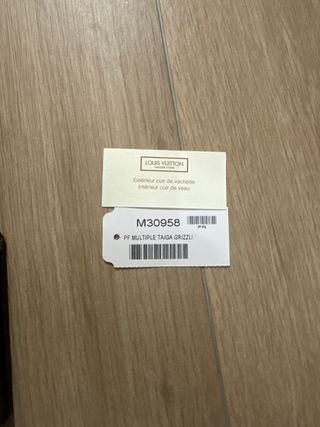 LOUIS VUITTON
Extérieur cuir de vachette
Intérieur cuir de veau
M30958
FR
PF MULTIPLE TAIGA GRIZZLI